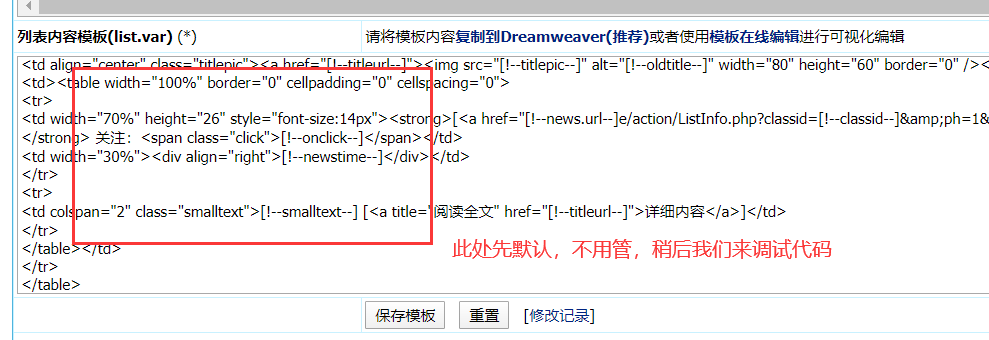 列表内容模板(list.var) (*)
请将模板内容复制到Dreamweaver(推荐)或者使用模板在线编辑进行可视化编辑
<td align="center" class="titlepic"><a href="[!--titleurl--]"><img src="[!--titlepic--]" alt="[!--oldtitle--]" width="80" height="60" border="0" /><
<td><table width="100%" border="0" cellpadding="0" cellspacing="0">
<tr>
<td width="70%" height="26" style="font-size:14px"><strong>[<a href="[!--news.url--]e/action/ListInfo.php?classid=[!--classid--]&amp;ph=1&
</strong> 关注：<span class="click">[!--onclick--]</span></td>
<td width="30%"><div align="right">[!--newstime--]</div></td>
</tr>
<tr>
<td colspan="2" class="smalltext">[!--smalltext--] [<a title="阅读全文" href="[!--titleurl--]">详细内容</a>]</td>
</tr>
</table></td>
</tr>
</table>
此处先默认，不用管，稍后我们来调试代码
保存模板 重置 [修改记录]